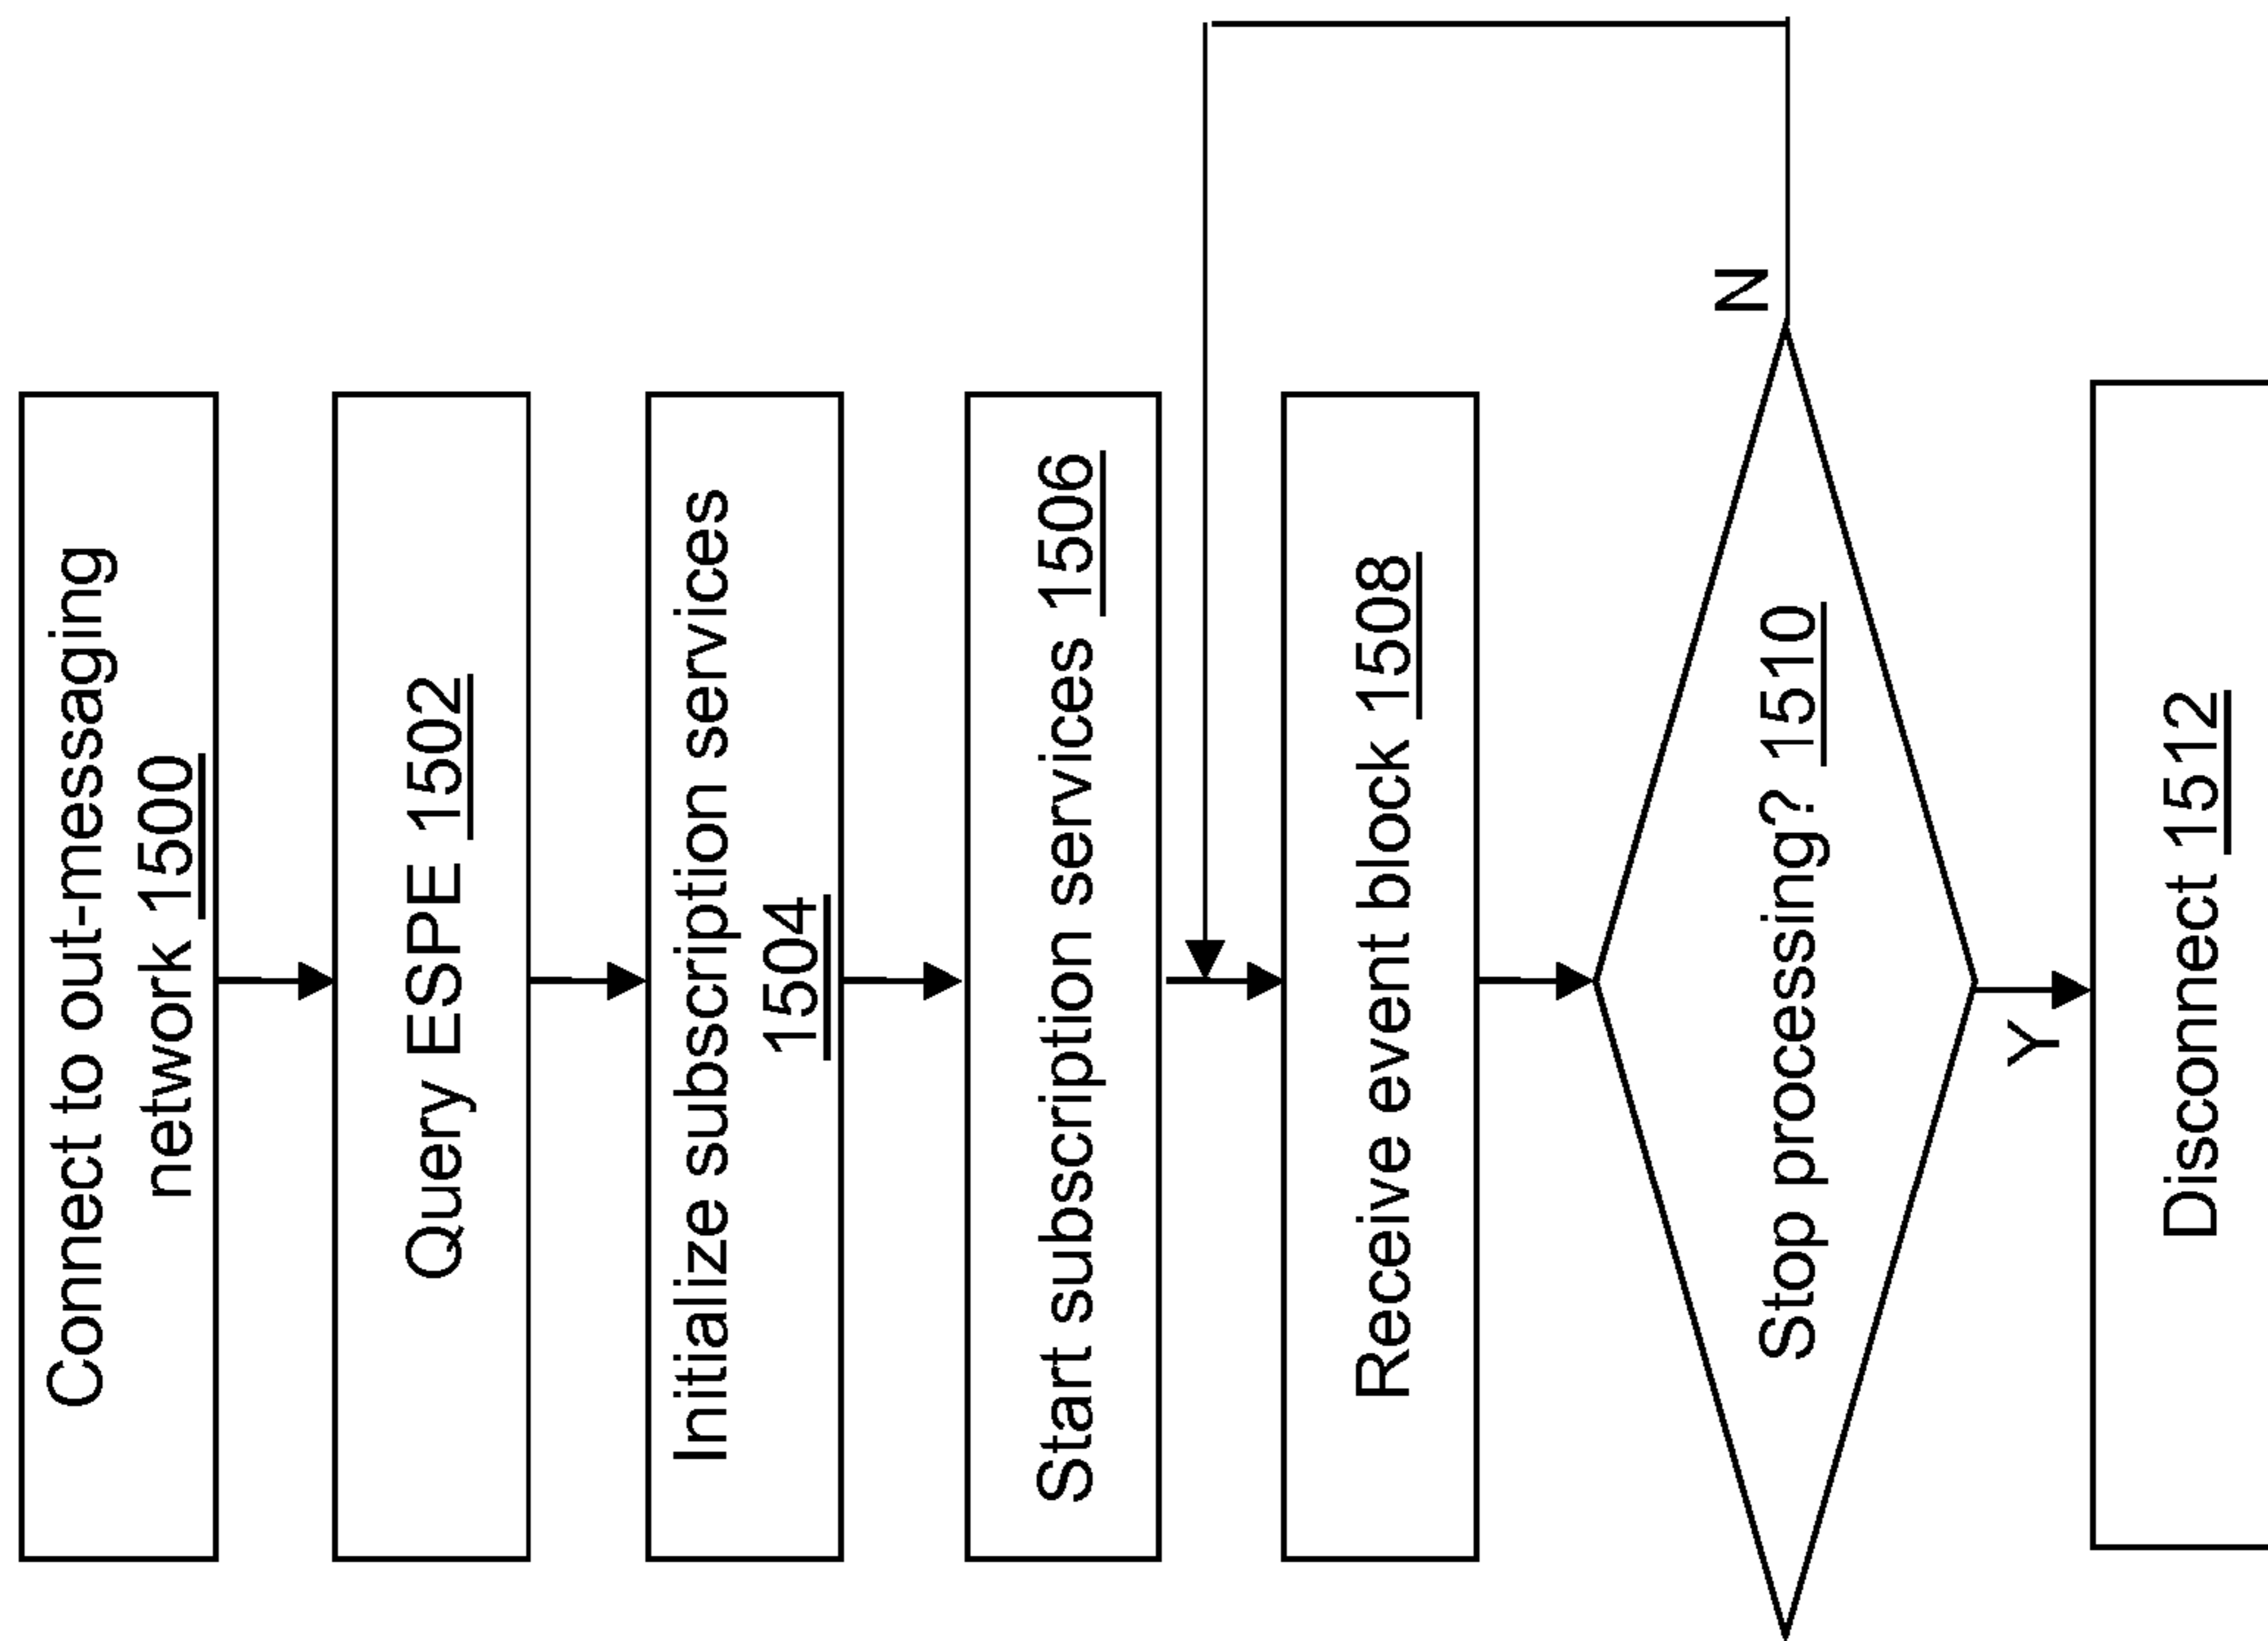 Connect to out-messaging
network 1500
Query ESPE 1502
Initialize subscription services
1504
Start subscription services 1506
Receive event block 1508
Stop processing? 1510
N
Y
Disconnect 1512